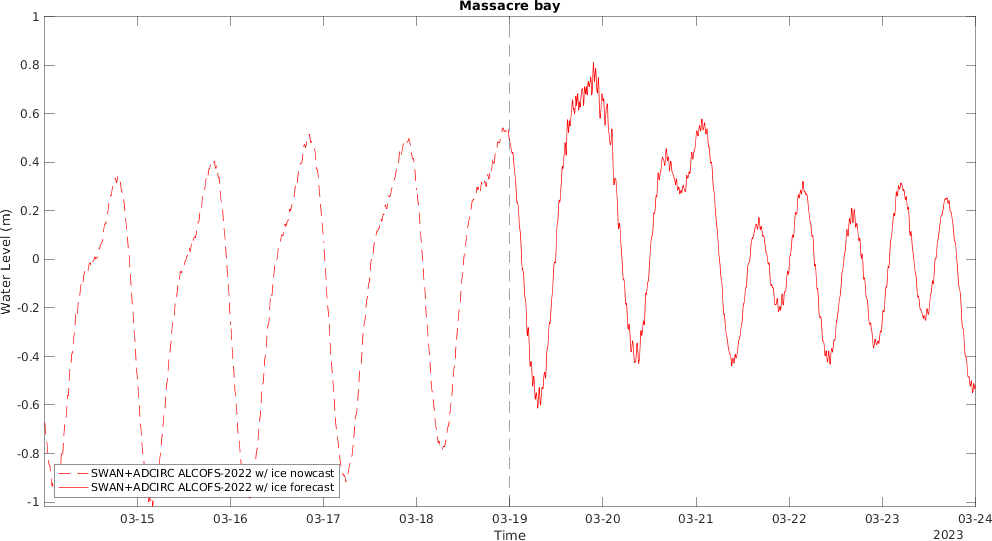 Massacre bay
1
0.8
0.6
0.4
0.2
0
-0.2
-0.4
-0.6
-0.8
-1
Water Level (m)
SWAN+ADCIRC ALCOFS-2022 w/ ice nowcast
SWAN+ADCIRC ALCOFS-2022 w/ ice forecast
03-15 03-16 03-17 03-18 03-19 03-20 03-21 03-22 03-23 03-24
Time
2023